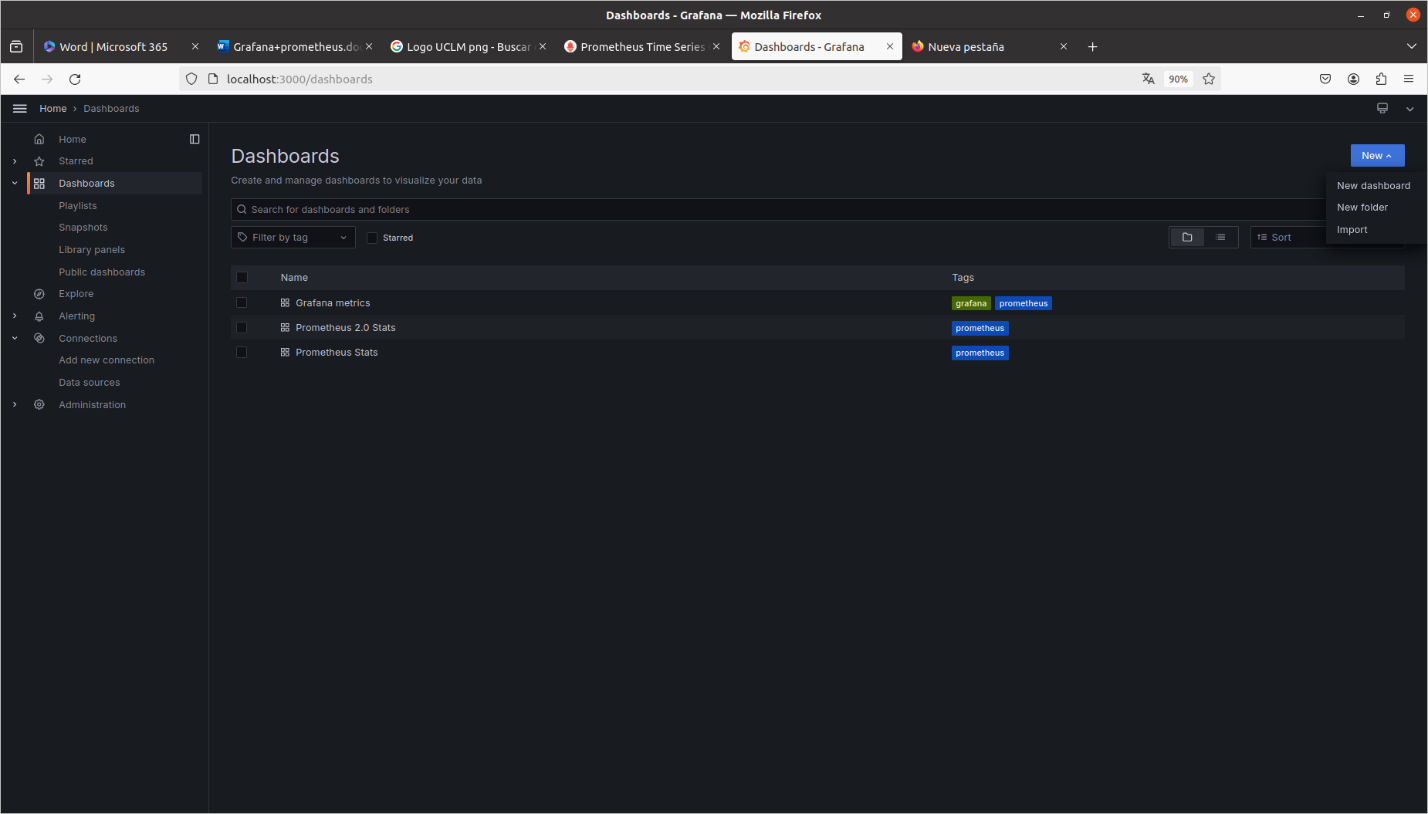 Dashboards - Grafana — Mozilla Firefox
Word | Microsoft 365
Grafana+prometheus.do
Logo UCLM png - Buscar
Prometheus Time Series
Dashboards - Grafana
Nueva pestaña
localhost:3000/dashboards
90%
Home › Dashboards
Home
Starred
Dashboards
Playlists
Snapshots
Library panels
Public dashboards
Explore
Alerting
Connections
Add new connection
Data sources
Administration
Dashboards
Create and manage dashboards to visualize your data
New
New dashboard
New folder
Import
Search for dashboards and folders
Filter by tag
Starred
Sort
Name Tags
Grafana metrics grafana prometheus
Prometheus 2.0 Stats prometheus
Prometheus Stats prometheus